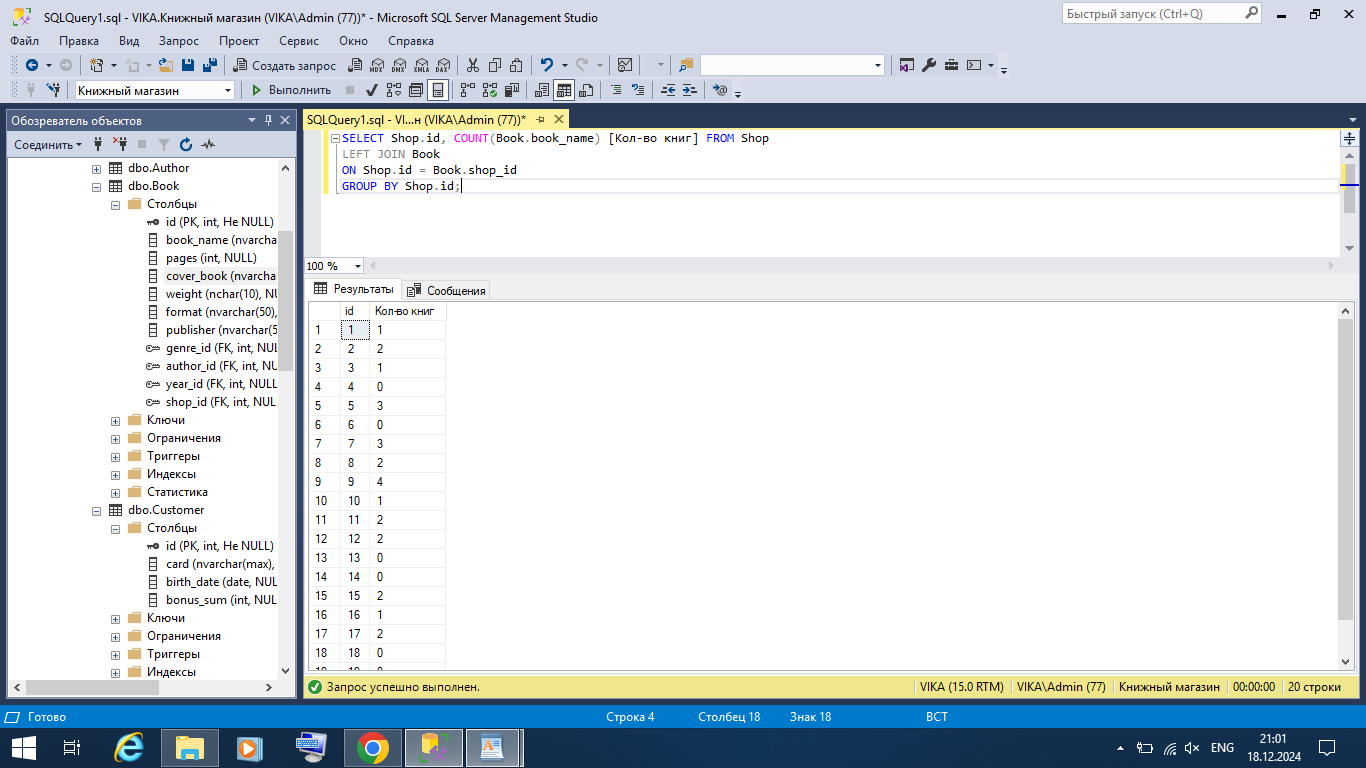 SQLQuery1.sql - VIKA.Книжный магазин (VIKA\Admin (77))* - Microsoft SQL Server Management Studio
Быстрый запуск (Ctrl+Q)
Файл Правка Вид Запрос Проект Сервис Окно Справка
Создать запрос MDX DMX XMLA DAX
Книжный магазин Выполнить
Обозреватель объектов
Соединить
dbo.Author
dbo.Book
Столбцы
id (PK, int, Не NULL)
book_name (nvarcha
pages (int, NULL)
cover_book (nvarcha
weight (nchar(10), NU
format (nvarchar(50),
publisher (nvarchar(5
genre_id (FK, int, NUL
author_id (FK, int, NU
year_id (FK, int, NULL
shop_id (FK, int, NUL
Ключи
Ограничения
Триггеры
Индексы
Статистика
dbo.Customer
Столбцы
id (PK, int, Не NULL)
card (nvarchar(max),
birth_date (date, NUL
bonus_sum (int, NUL
Ключи
Ограничения
Триггеры
Индексы
SQLQuery1.sql - VI...н (VIKA\Admin (77))*
SELECT Shop.id, COUNT(Book.book_name) [Кол-во книг] FROM Shop
LEFT JOIN Book
ON Shop.id = Book.shop_id
GROUP BY Shop.id;
100 %
Результаты Сообщения
id Кол-во книг
1 1 1
2 2 2
3 3 1
4 4 0
5 5 3
6 6 0
7 7 3
8 8 2
9 9 4
10 10 1
11 11 2
12 12 2
13 13 0
14 14 0
15 15 2
16 16 1
17 17 2
18 18 0
Запрос успешно выполнен. VIKA (15.0 RTM) VIKA\Admin (77) Книжный магазин 00:00:00 20 строки
Готово Строка 4 Столбец 18 Знак 18 ВСТ
ENG 21:01
18.12.2024